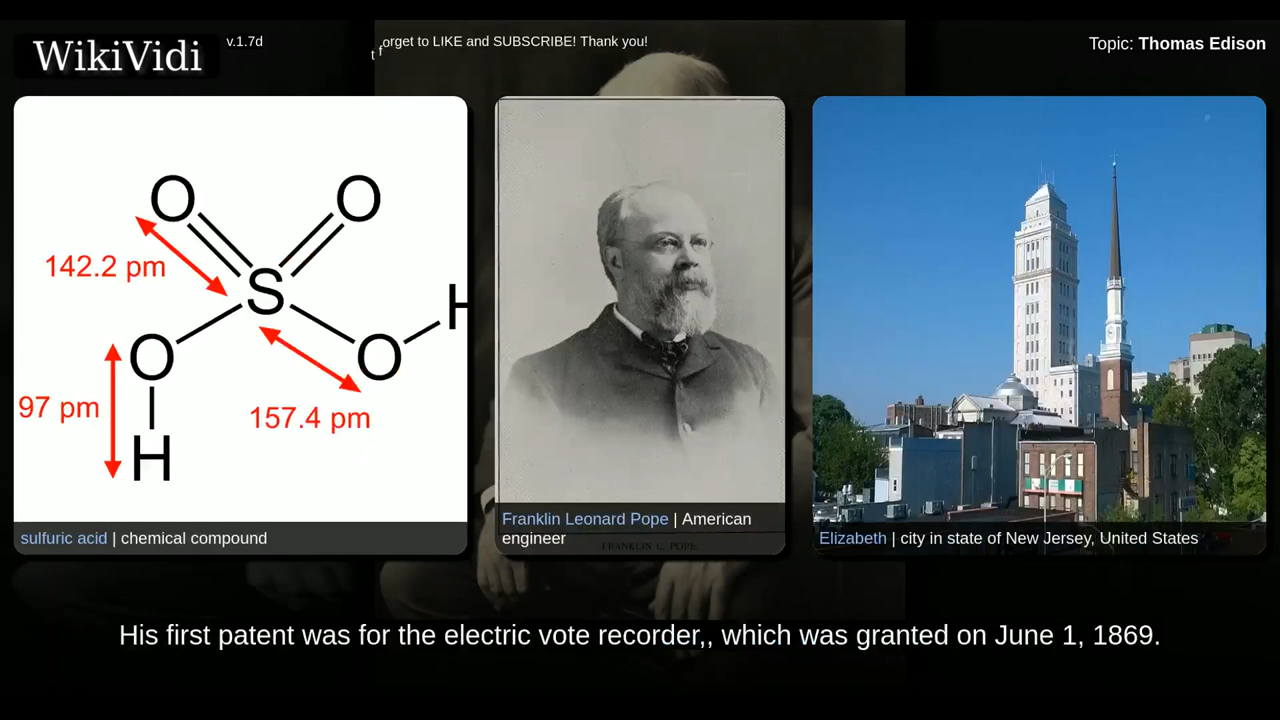 WikiVidi
v.1.7d
t forget to LIKE and SUBSCRIBE! Thank you!
Topic: Thomas Edison
O
O
142.2 pm
S
H
O
O
97 pm
157.4 pm
H
sulfuric acid | chemical compound
Franklin Leonard Pope | American
engineer
FRANKLIN L. POPE.
Elizabeth | city in state of New Jersey, United States
His first patent was for the electric vote recorder,, which was granted on June 1, 1869.